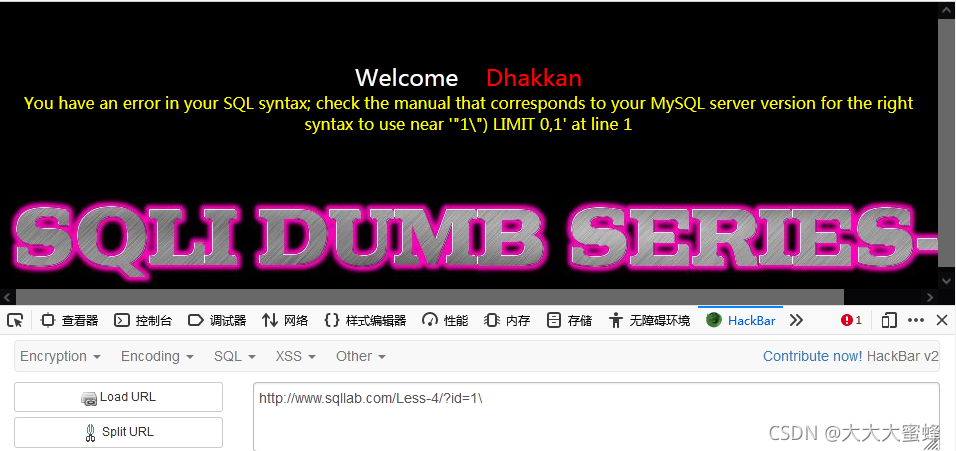 Welcome Dhakkan
You have an error in your SQL syntax; check the manual that corresponds to your MySQL server version for the right
syntax to use near '"1\") LIMIT 0,1' at line 1
SQLI DUMB SERIES-
查看器 控制台 调试器 网络 样式编辑器 性能 内存 存储 无障碍环境 HackBar 1
Encryption Encoding SQL XSS Other Contribute now! HackBar v2
Load URL
http://www.sqllab.com/Less-4/?id=1\
Split URL
CSDN @大大大蜜蜂